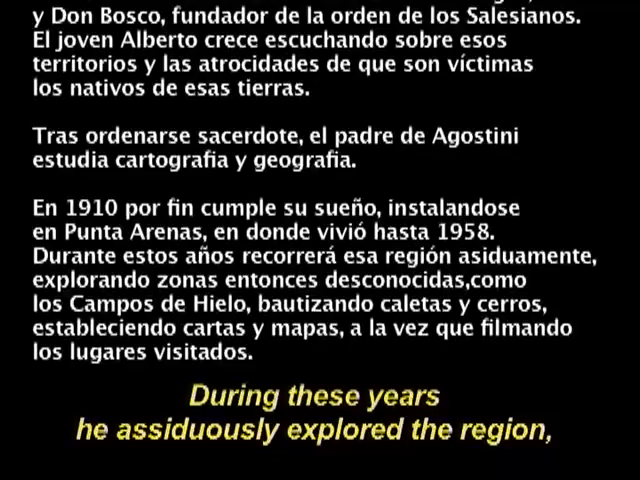 y Don Bosco, fundador de la orden de los Salesianos.
El joven Alberto crece escuchando sobre esos
territorios y las atrocidades de que son víctimas
los nativos de esas tierras.
Tras ordenarse sacerdote, el padre de Agostini
estudia cartografia y geografia.
En 1910 por fin cumple su sueño, instalandose
en Punta Arenas, en donde vivió hasta 1958.
Durante estos años recorrerá esa región asiduamente,
explorando zonas entonces desconocidas,como
los Campos de Hielo, bautizando caletas y cerros,
estableciendo cartas y mapas, a la vez que filmando
los lugares visitados.
During these years
he assiduously explored the region,